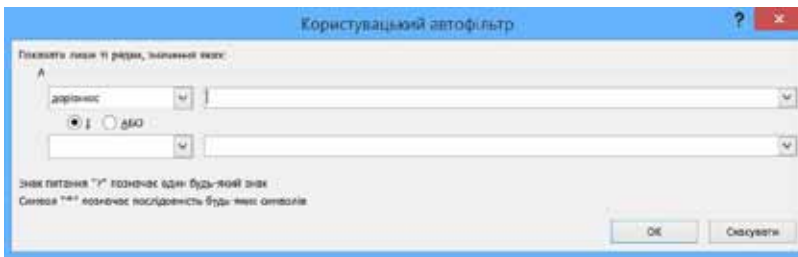 Користувацький автофільтр
?
Показати лише ті рядки, значення яких:
A
дорівнює
І АБО
Знак питання "?" позначає один будь-який знак
Символ "*" позначає послідовність будь-яких символів
ОК Скасувати